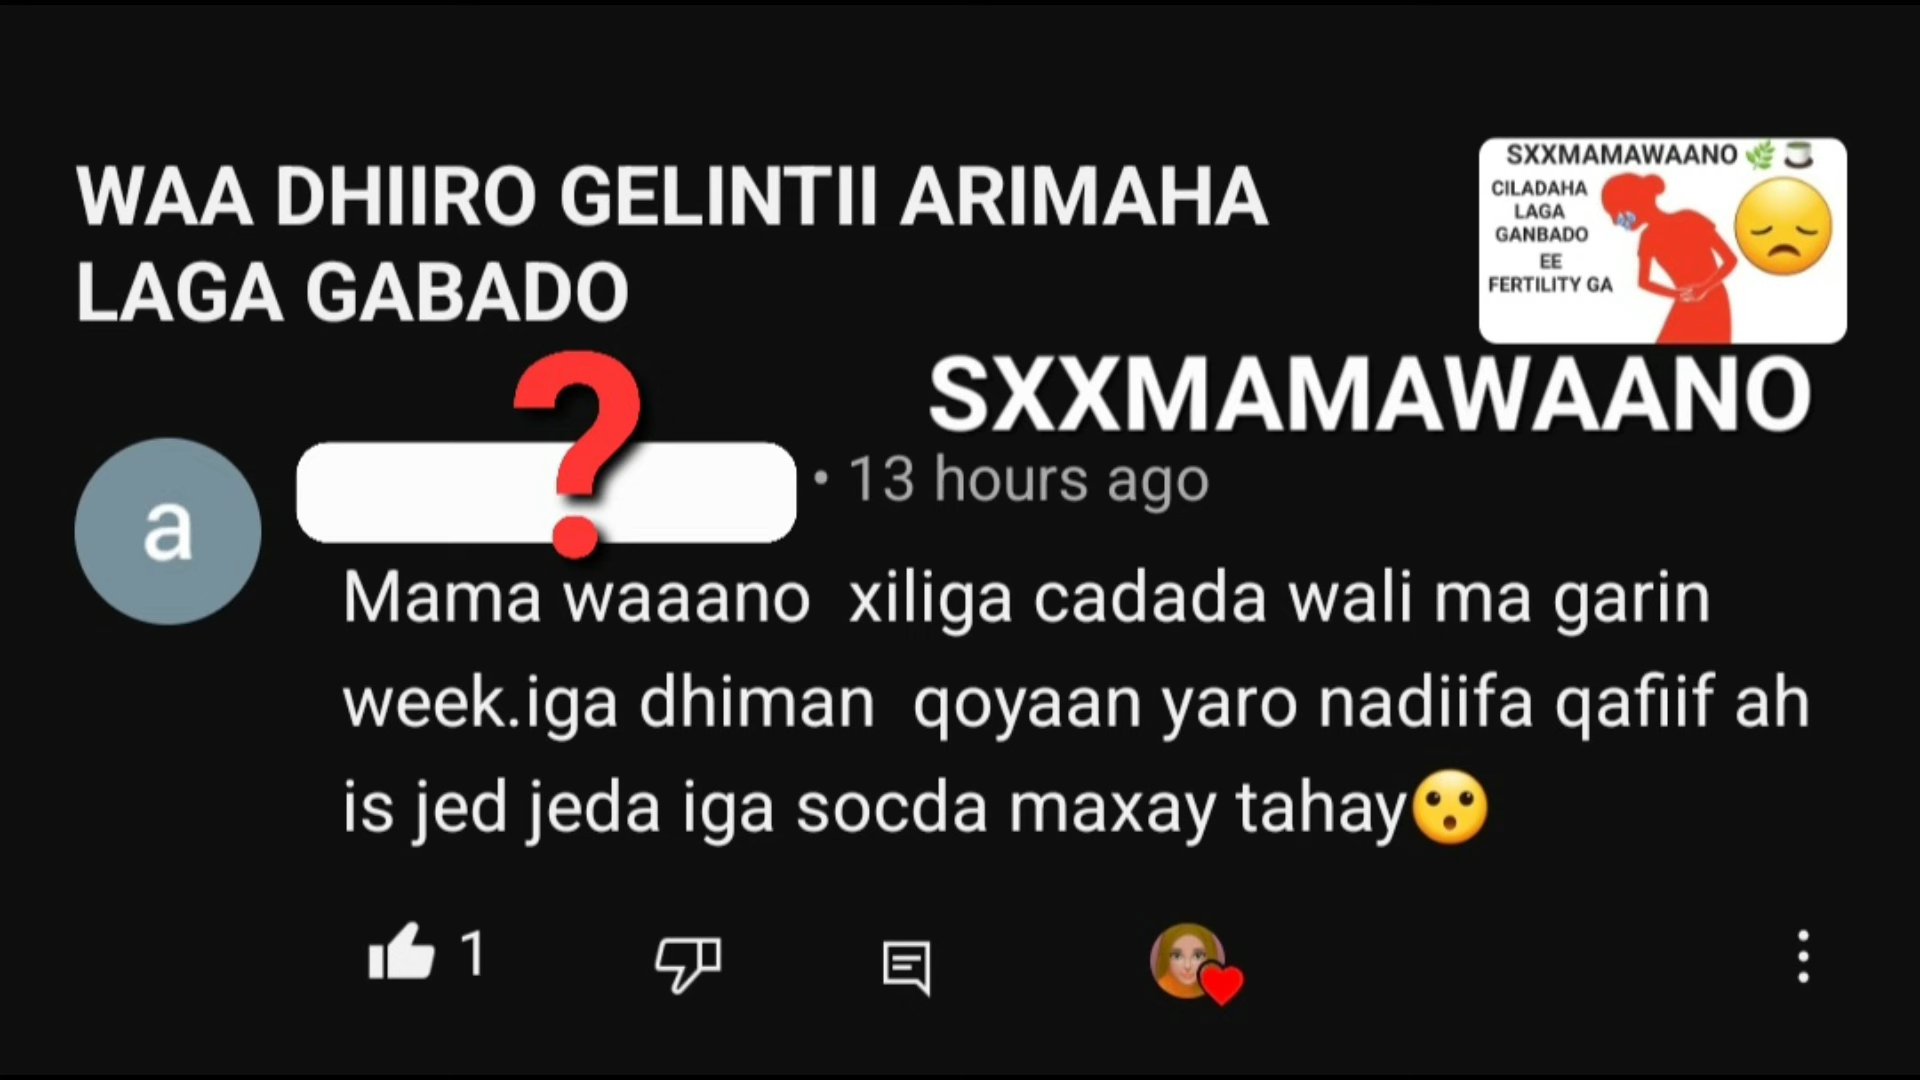 WAA DHIIRO GELINTII ARIMAHA
LAGA GABADO
SXXMAMAWAANO
CILADAHA
LAGA
GANBADO
EE
FERTILITY GA
SXXMAMAWAANO
a
• 13 hours ago
Mama waaano xiliga cadada wali ma garin
week.iga dhiman qoyaan yaro nadiifa qafiif ah
is jed jeda iga socda maxay tahay😮
1